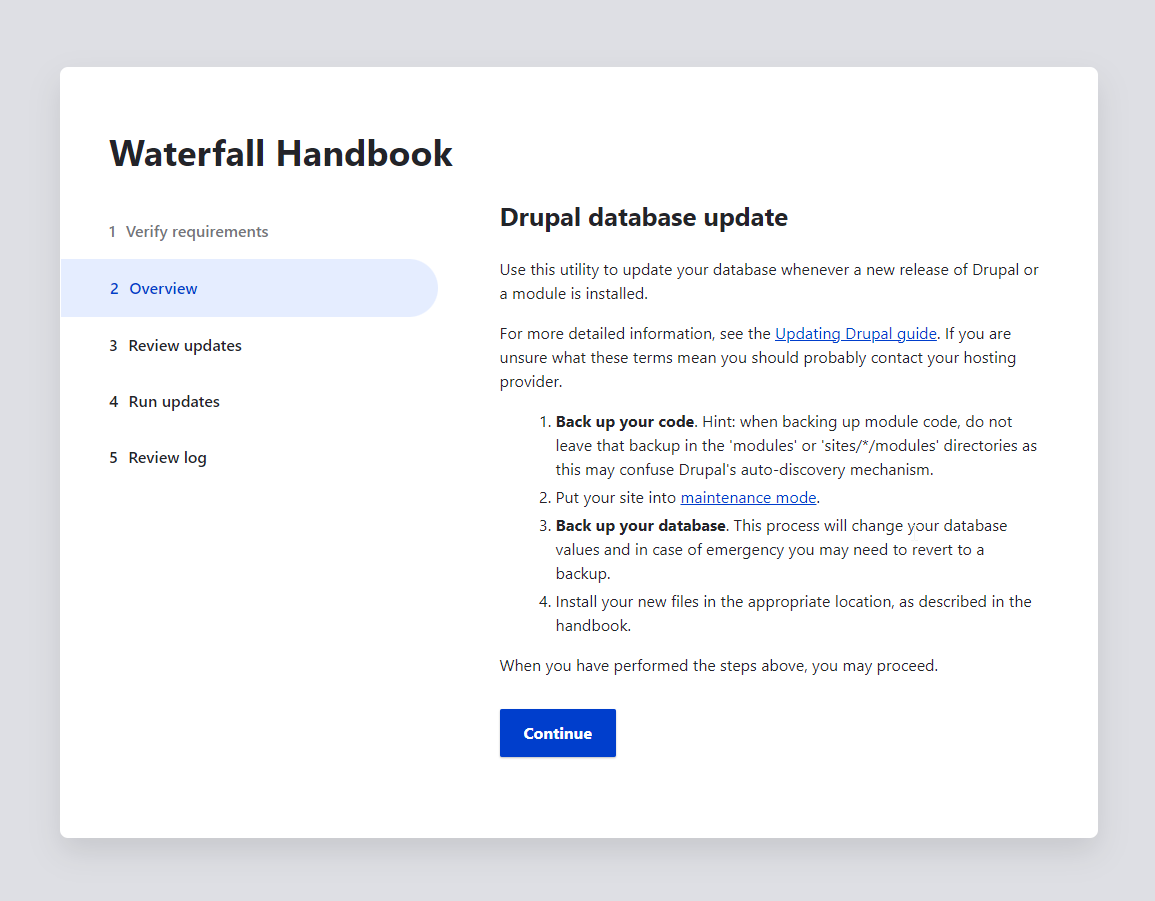 Waterfall Handbook
1 Verify requirements
2 Overview
3 Review updates
4 Run updates
5 Review log
Drupal database update
Use this utility to update your database whenever a new release of Drupal or
a module is installed.
For more detailed information, see the Updating Drupal guide. If you are
unsure what these terms mean you should probably contact your hosting
provider.
1. Back up your code. Hint: when backing up module code, do not
leave that backup in the 'modules' or 'sites/*/modules' directories as
this may confuse Drupal's auto-discovery mechanism.
2. Put your site into maintenance mode.
3. Back up your database. This process will change your database
values and in case of emergency you may need to revert to a
backup.
4. Install your new files in the appropriate location, as described in the
handbook.
When you have performed the steps above, you may proceed.
Continue